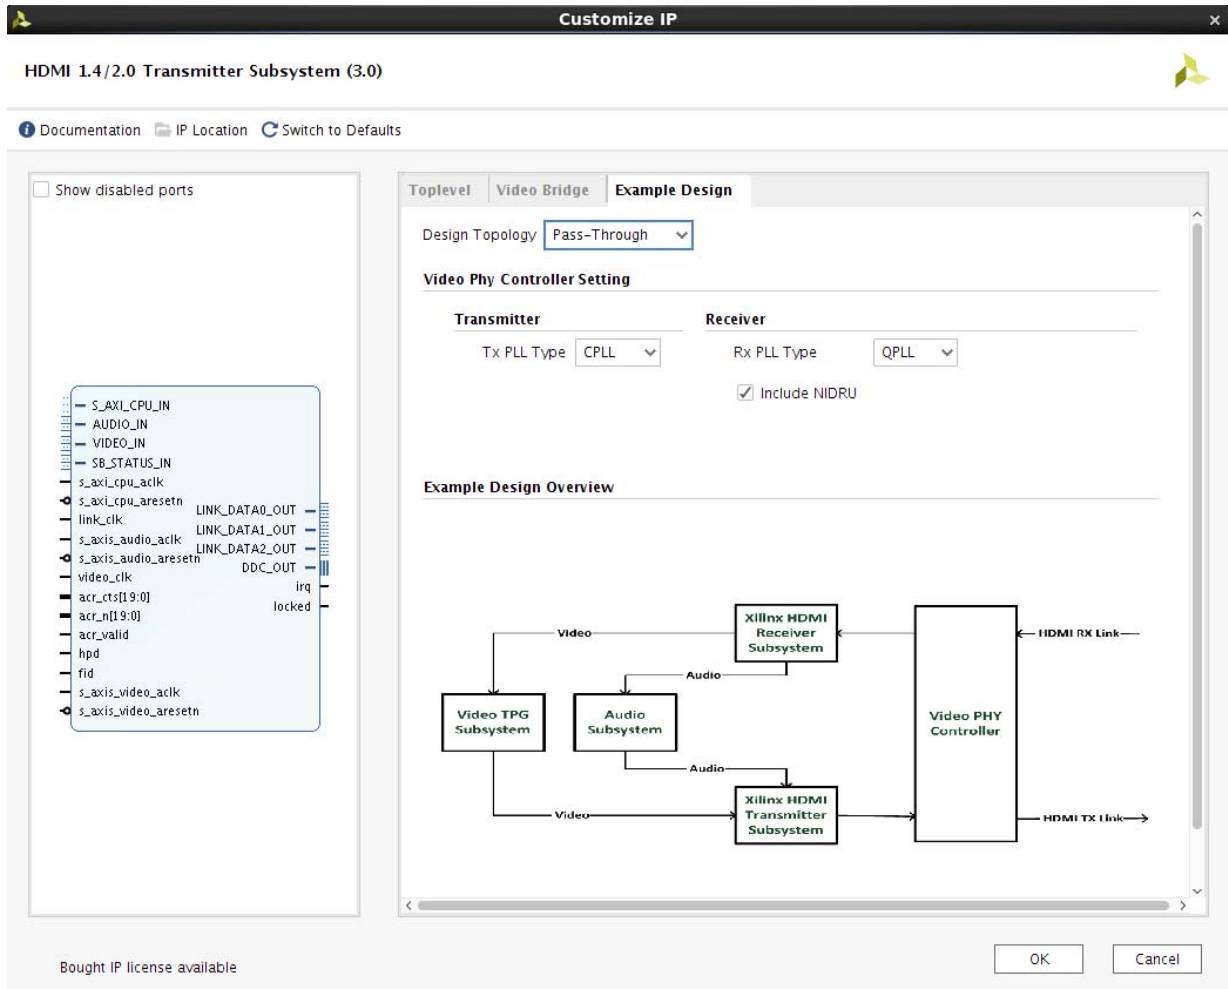 Customize IP
HDMI 1.4/2.0 Transmitter Subsystem (3.0)
Documentation IP Location Switch to Defaults
Show disabled ports
S_AXI_CPU_IN
AUDIO_IN
VIDEO_IN
SB_STATUS_IN
s_axi_cpu_aclk
s_axi_cpu_aresetn
link_clk
s_axis_audio_aclk
s_axis_audio_aresetn
video_clk
acr_cts[19:0]
acr_n[19:0]
acr_valid
hpd
fid
s_axis_video_aclk
s_axis_video_aresetn
LINK_DATA0_OUT
LINK_DATA1_OUT
LINK_DATA2_OUT
DDC_OUT
irq
locked
Toplevel Video Bridge Example Design
Design Topology Pass-Through
Video Phy Controller Setting
Transmitter Receiver
Tx PLL Type CPLL Rx PLL Type QPLL
Include NIDRU
Example Design Overview
Xilinx HDMI
Receiver
Subsystem
Video
HDMI RX Link
Audio
Video TPG
Subsystem
Audio
Subsystem
Video PHY
Controller
Audio
Xilinx HDMI
Transmitter
Subsystem
Video
HDMI TX Link
Bought IP license available
OK Cancel